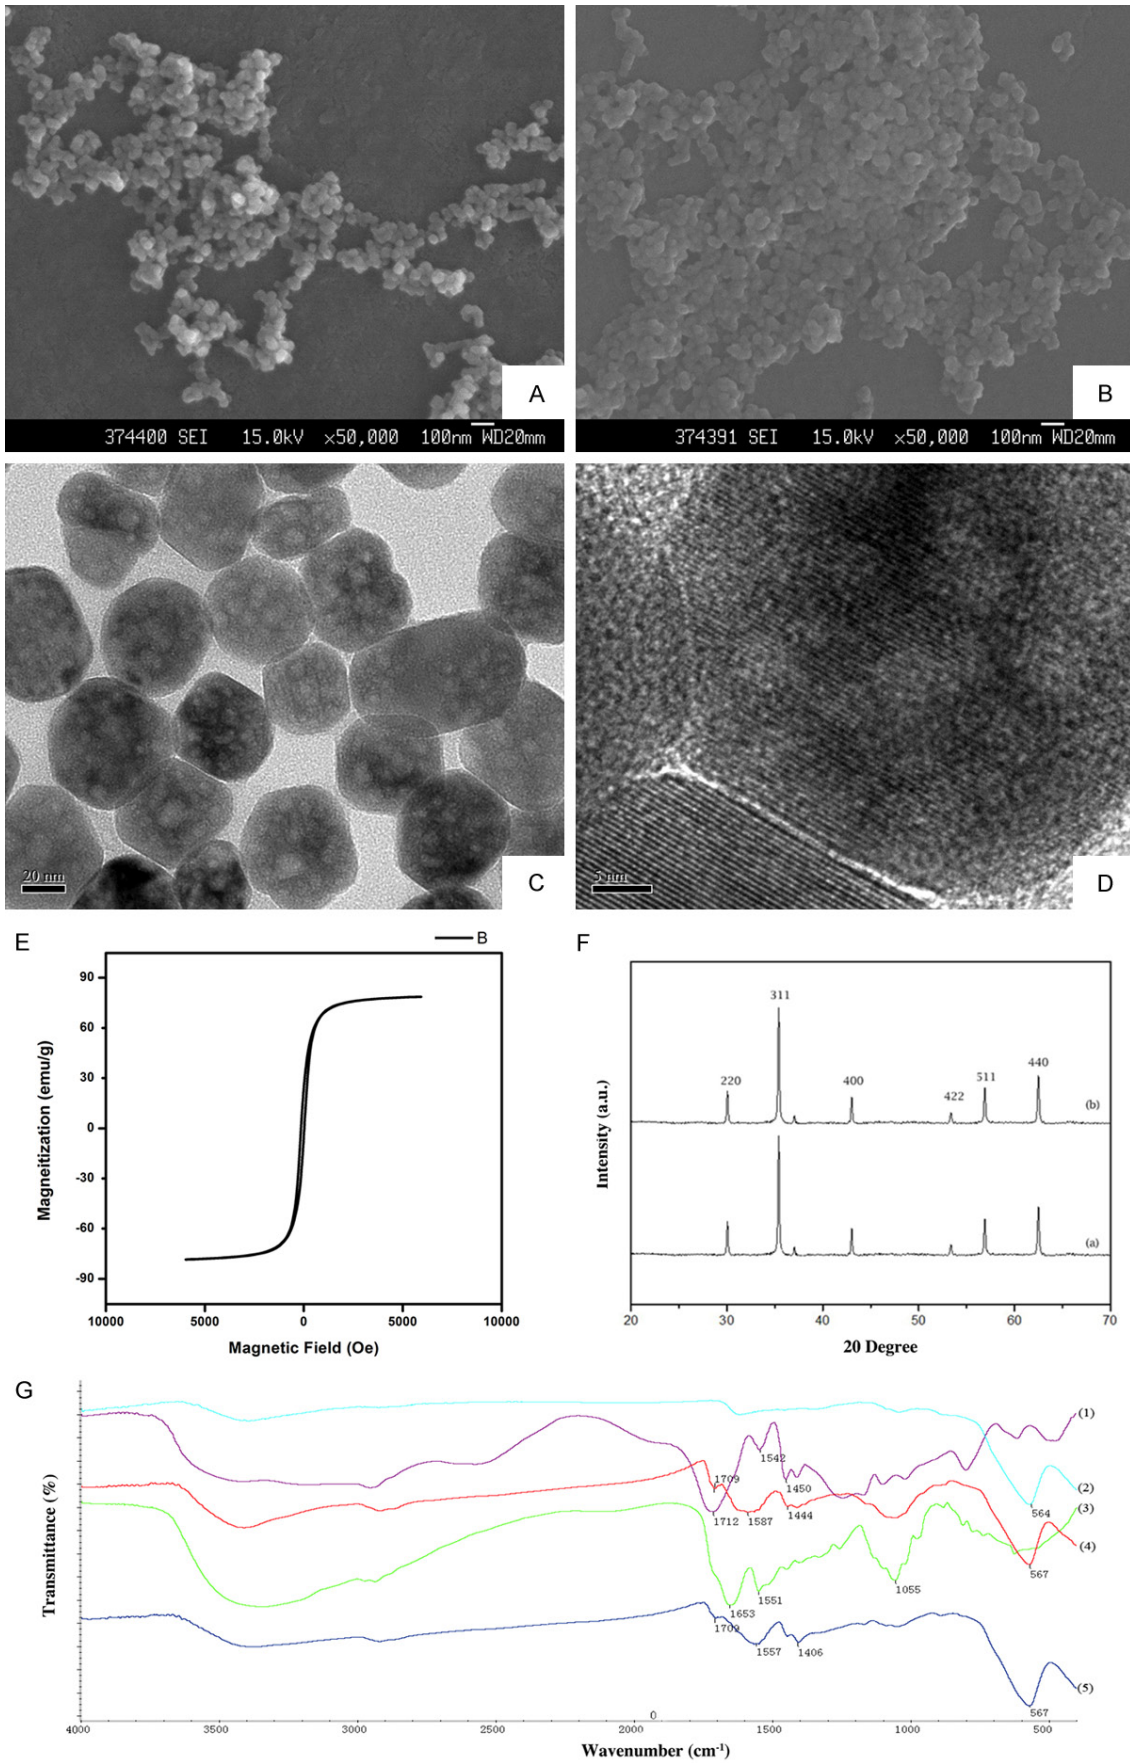 A
374400 SEI 15.0kV ×50,000 100nm WD20mm
B
374391 SEI 15.0kV ×50,000 100nm WD20mm
20 nm
C
5 nm
D
E
B
90
60
30
0
-30
-60
-90
10000 5000 0 5000 10000
Magneitization (emu/g)
Magnetic Field (Oe)
F
311
220
400
422
511
440
(b)
(a)
20 30 40 50 60 70
Intensity (a.u.)
20 Degree
G
(1)
(2)
(3)
(4)
(5)
1709
1542
1450
1712
1587
1444
564
567
1653
1551
1055
1709
1557
1406
567
4000 3500 3000 2500 2000 0 1500 1000 500
Transmittance (%)
Wavenumber (cm⁻¹)